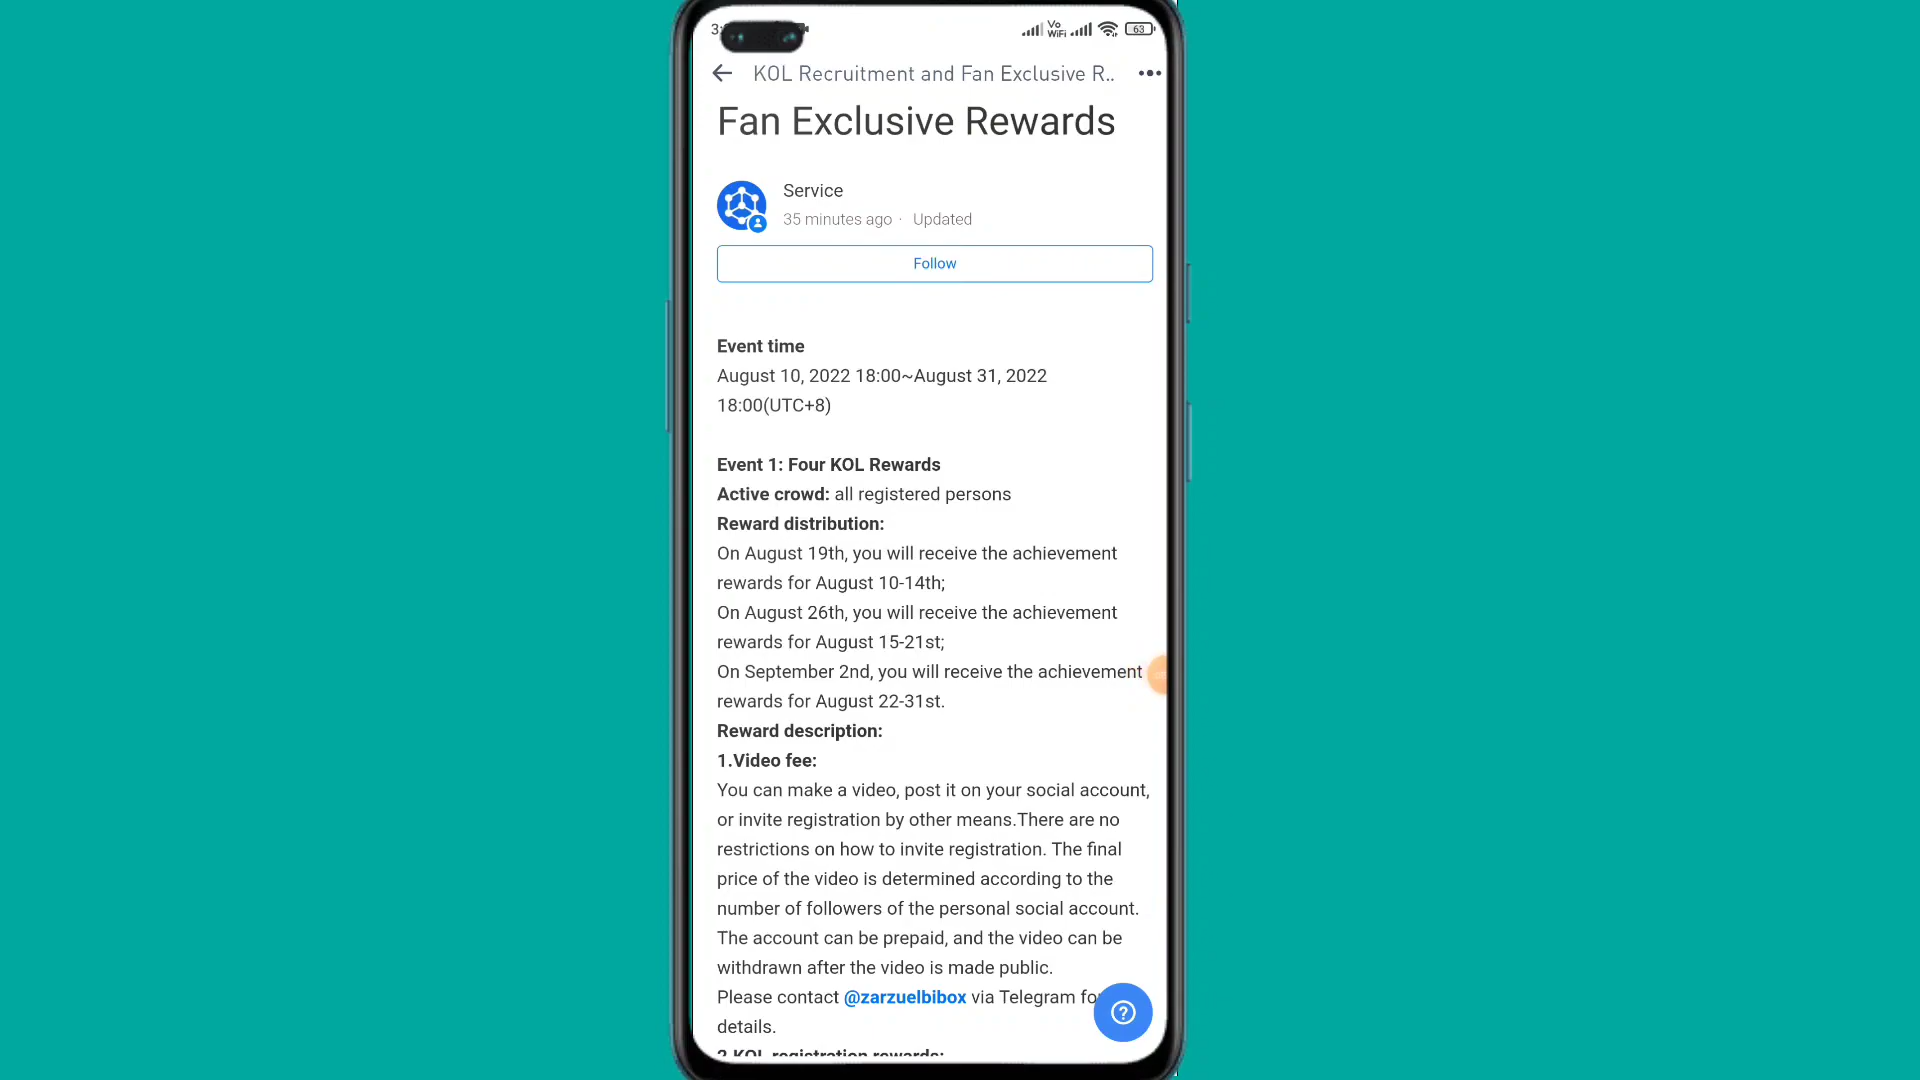 3:
Vo
WiFi
63
KOL Recruitment and Fan Exclusive R..
Fan Exclusive Rewards
Service
35 minutes ago · Updated
Follow
Event time
August 10, 2022 18:00~August 31, 2022
18:00(UTC+8)
Event 1: Four KOL Rewards
Active crowd: all registered persons
Reward distribution:
On August 19th, you will receive the achievement
rewards for August 10-14th;
On August 26th, you will receive the achievement
rewards for August 15-21st;
On September 2nd, you will receive the achievement
rewards for August 22-31st.
Reward description:
1.Video fee:
You can make a video, post it on your social account,
or invite registration by other means.There are no
restrictions on how to invite registration. The final
price of the video is determined according to the
number of followers of the personal social account.
The account can be prepaid, and the video can be
withdrawn after the video is made public.
Please contact @zarzuelbibox via Telegram fo
details.
2.KOL registration rewards: